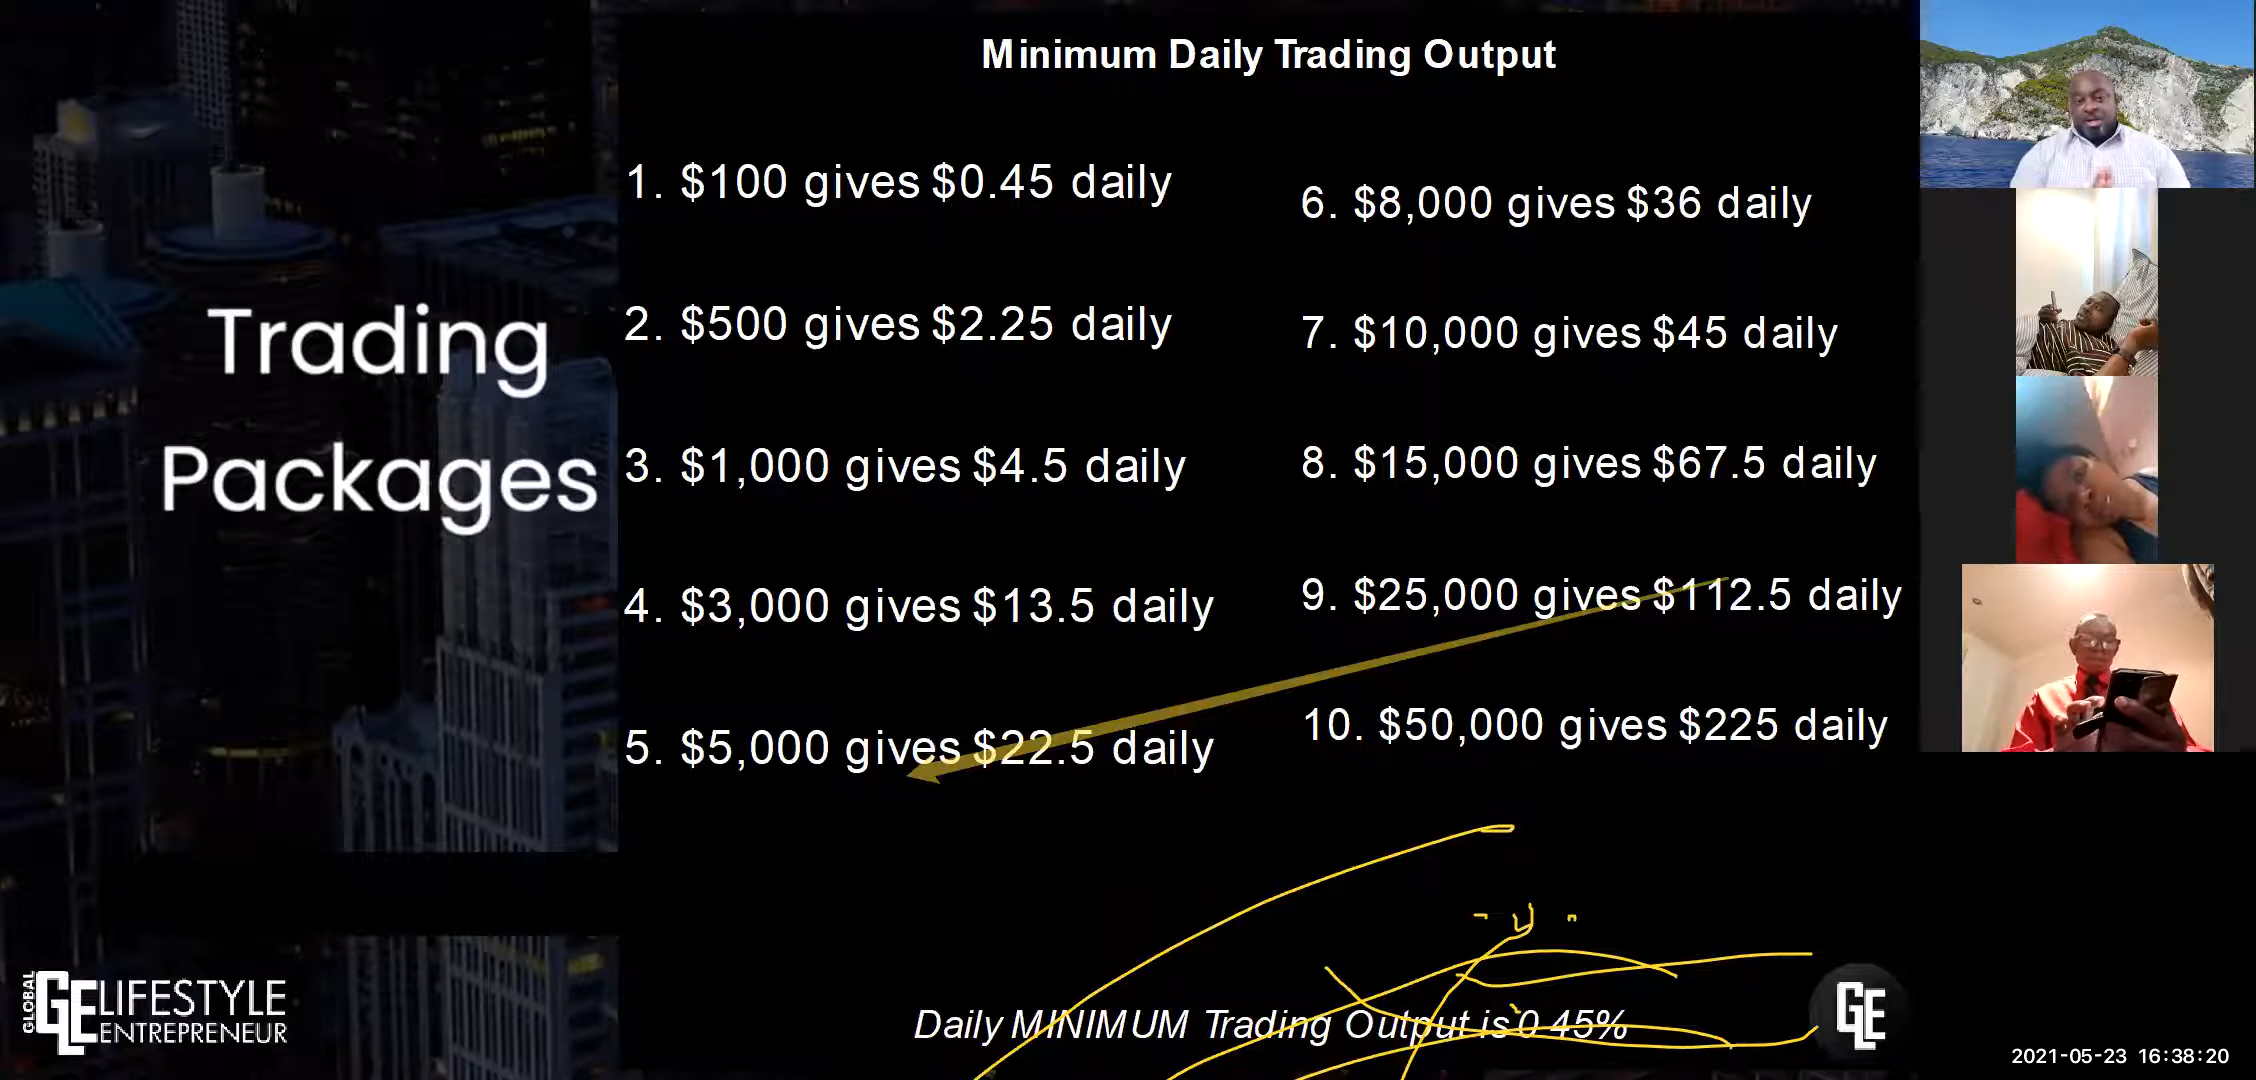 Minimum Daily Trading Output
Trading
Packages
1. $100 gives $0.45 daily
2. $500 gives $2.25 daily
3. $1,000 gives $4.5 daily
4. $3,000 gives $13.5 daily
5. $5,000 gives $22.5 daily
6. $8,000 gives $36 daily
7. $10,000 gives $45 daily
8. $15,000 gives $67.5 daily
9. $25,000 gives $112.5 daily
10. $50,000 gives $225 daily
Daily MINIMUM Trading Output is 0.45%
GLOBAL
GLE LIFESTYLE
ENTREPRENEUR
GLE
2021-05-23 16:38:20